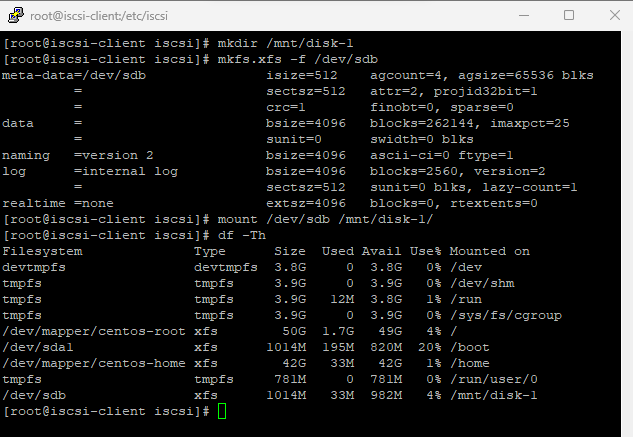 root@iscsi-client:/etc/iscsi
[root@iscsi-client iscsi]# mkdir /mnt/disk-1
[root@iscsi-client iscsi]# mkfs.xfs -f /dev/sdb
meta-data=/dev/sdb               isize=512    agcount=4, agsize=65536 blks
         =                       sectsz=512   attr=2, projid32bit=1
         =                       crc=1        finobt=0, sparse=0
data     =                       bsize=4096   blocks=262144, imaxpct=25
         =                       sunit=0      swidth=0 blks
naming   =version 2              bsize=4096   ascii-ci=0 ftype=1
log      =internal log           bsize=4096   blocks=2560, version=2
         =                       sectsz=512   sunit=0 blks, lazy-count=1
realtime =none                   extsz=4096   blocks=0, rtextents=0
[root@iscsi-client iscsi]# mount /dev/sdb /mnt/disk-1/
[root@iscsi-client iscsi]# df -Th
Filesystem              Type      Size  Used Avail Use% Mounted on
devtmpfs                devtmpfs  3.8G     0  3.8G   0% /dev
tmpfs                   tmpfs     3.9G     0  3.9G   0% /dev/shm
tmpfs                   tmpfs     3.9G   12M  3.8G   1% /run
tmpfs                   tmpfs     3.9G     0  3.9G   0% /sys/fs/cgroup
/dev/mapper/centos-root xfs        50G  1.7G   49G   4% /
/dev/sda1               xfs      1014M  195M  820M  20% /boot
/dev/mapper/centos-home xfs        42G   33M   42G   1% /home
tmpfs                   tmpfs     781M     0  781M   0% /run/user/0
/dev/sdb                xfs      1014M   33M  982M   4% /mnt/disk-1
[root@iscsi-client iscsi]#